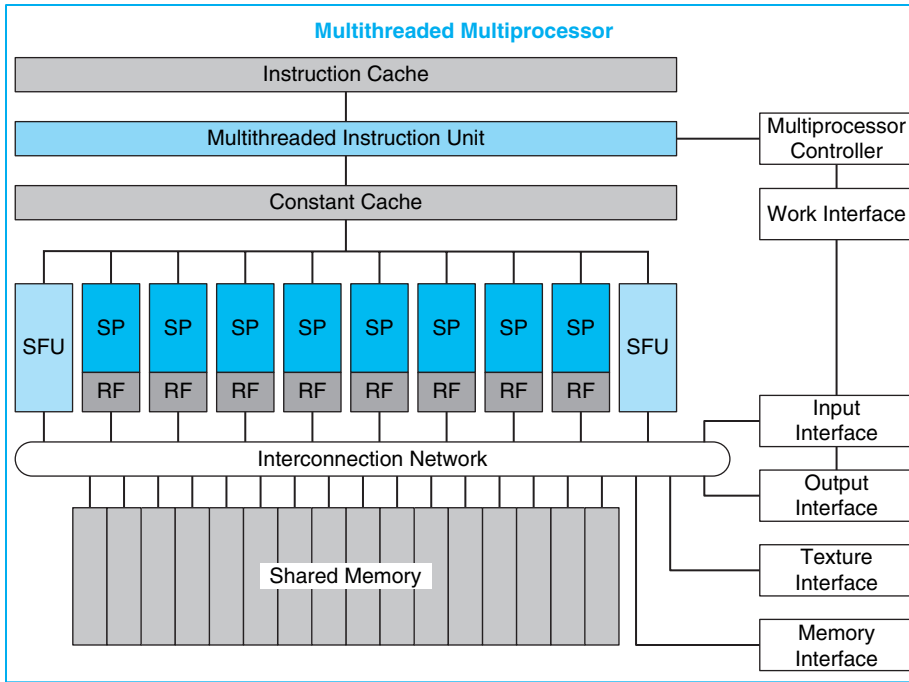 Multithreaded Multiprocessor
Instruction Cache
Multithreaded Instruction Unit
Multiprocessor
Controller
Constant Cache
Work Interface
SFU
SP
SP
SP
SP
SP
SP
SP
SP
SFU
RF
RF
RF
RF
RF
RF
RF
RF
Input
Interface
Interconnection Network
Output
Interface
Shared Memory
Texture
Interface
Memory
Interface